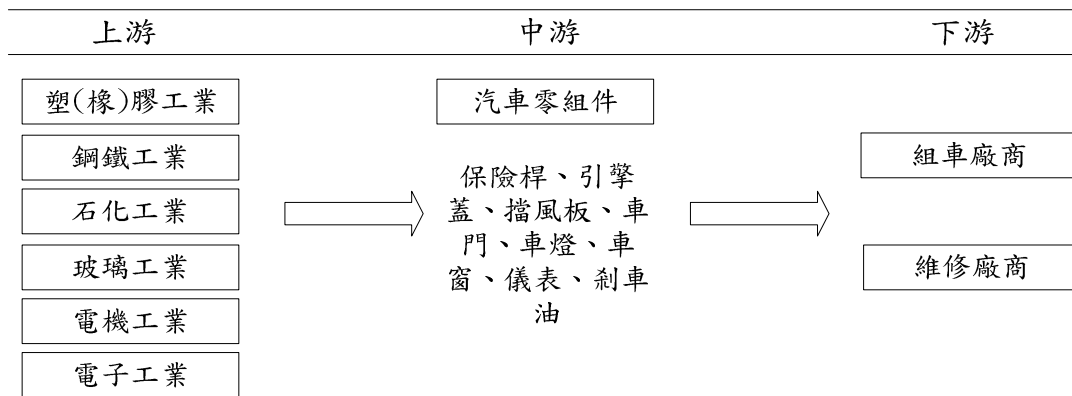 上游
中游
下游
塑(橡)膠工業
鋼鐵工業
石化工業
玻璃工業
電機工業
電子工業
汽車零組件
保險桿、引擎
蓋、擋風板、車
門、車燈、車
窗、儀表、剎車
油
組車廠商
維修廠商